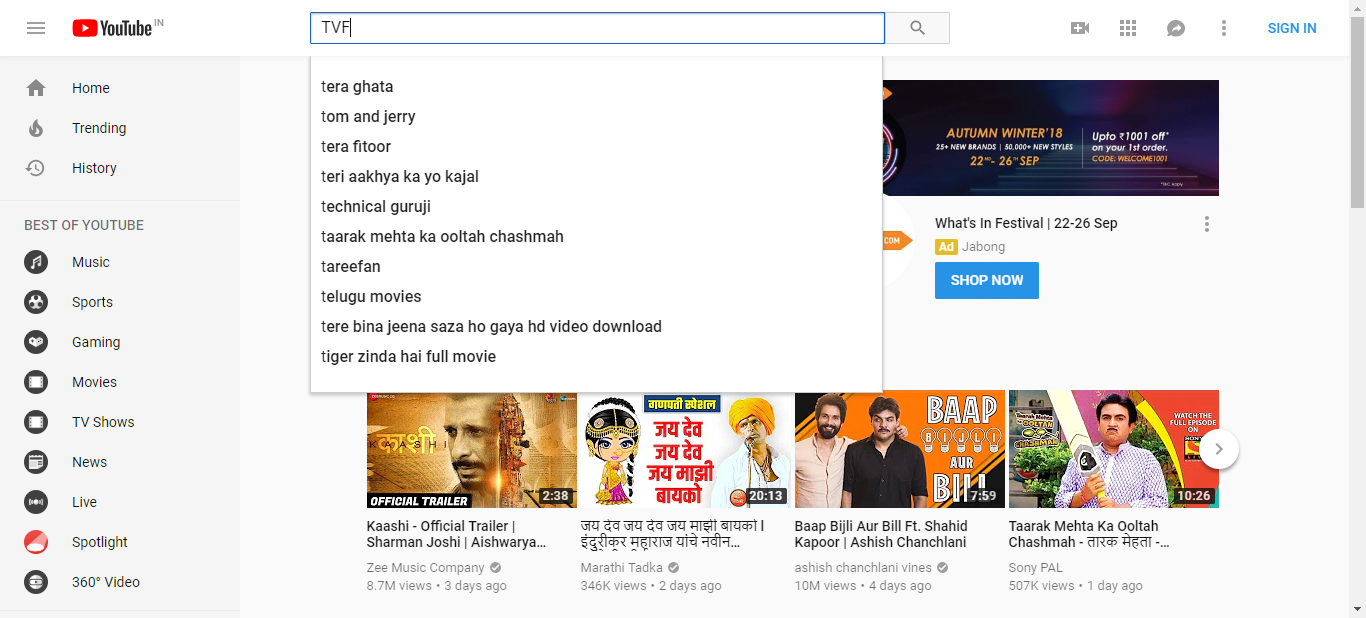 YouTube IN
TVF
SIGN IN
Home
Trending
History
BEST OF YOUTUBE
Music
Sports
Gaming
Movies
TV Shows
News
Live
Spotlight
360° Video
tera ghata
tom and jerry
tera fitoor
teri aakhya ka yo kajal
technical guruji
taarak mehta ka ooltah chashmah
tareefan
telugu movies
tere bina jeena saza ho gaya hd video download
tiger zinda hai full movie
AUTUMN WINTER'18
25+ NEW BRANDS | 50,000+ NEW STYLES
22ND- 26TH SEP
Upto ₹1001 off*
on your 1st order.
CODE: WELCOME1001
*T&C Apply
COM
What's In Festival | 22-26 Sep
Ad Jabong
SHOP NOW
काशी
KAASHI
OFFICIAL TRAILER
2:38
Kaashi - Official Trailer |
Sharman Joshi | Aishwarya...
Zee Music Company
8.7M views • 3 days ago
गणपती स्पेशल
जय देव
जय देव
जय माझी
बायको
20:13
जय देव जय देव जय माझी बायको |
इंदुरीकर महाराज यांचे नवीन...
Marathi Tadka
346K views • 2 days ago
BAAP
BIJLI
AUR
BILL
7:59
Baap Bijli Aur Bill Ft. Shahid
Kapoor | Ashish Chanchlani
ashish chanchlani vines
10M views • 4 days ago
Taarak Mehta
Ka OOLTAH
CHASHMAH
WATCH THE
FULL EPISODE
ON
SONY
10:26
Taarak Mehta Ka Ooltah
Chashmah - तारक मेहता -...
Sony PAL
507K views • 1 day ago